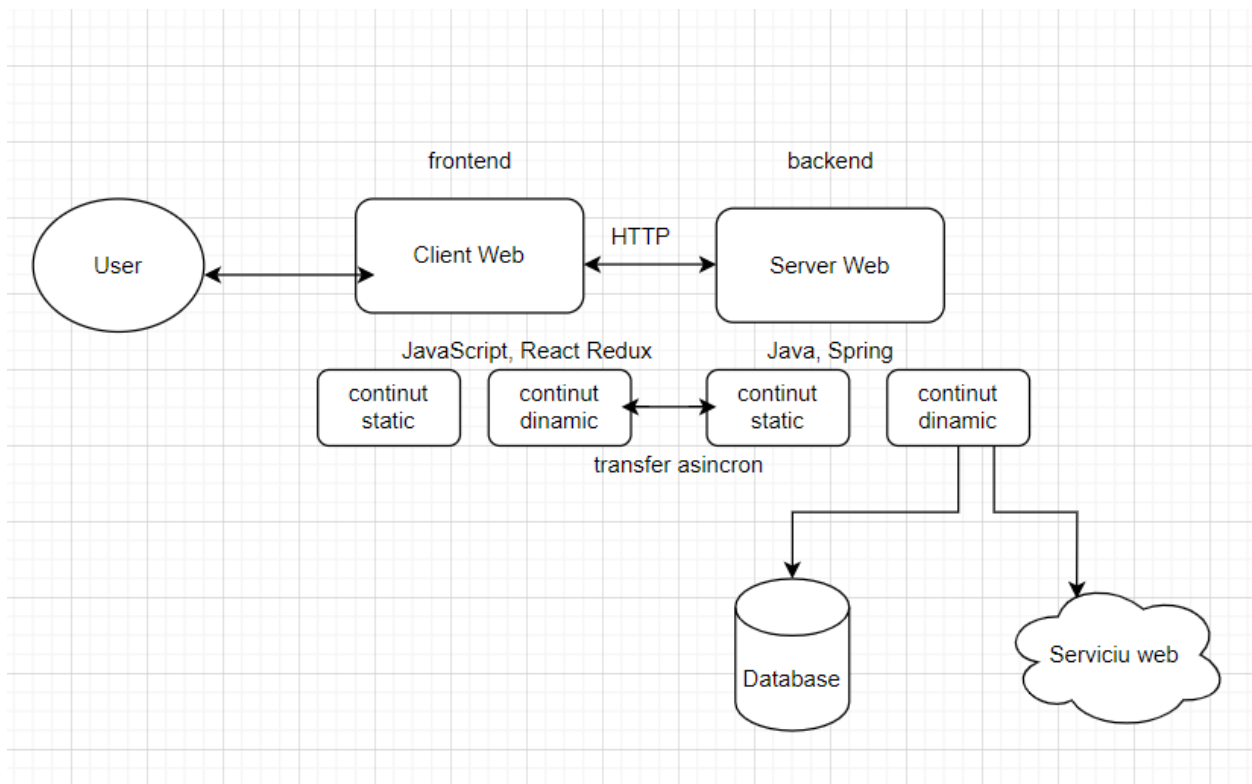 frontend
backend
User
Client Web
HTTP
Server Web
JavaScript, React Redux
Java, Spring
continut
static
continut
dinamic
continut
static
continut
dinamic
transfer asincron
Database
Serviciu web